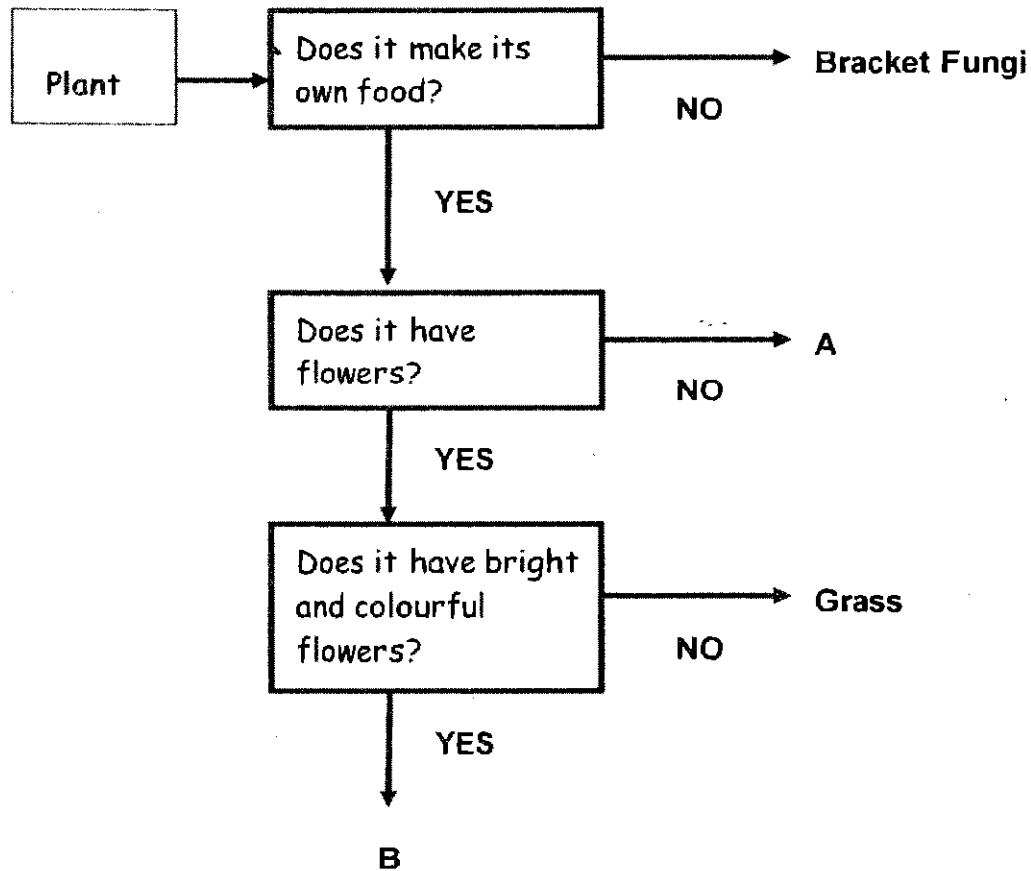 Plant
Does it make its
own food?
NO
Bracket Fungi
YES
Does it have
flowers?
NO
A
YES
Does it have bright
and colourful
flowers?
NO
Grass
YES
B